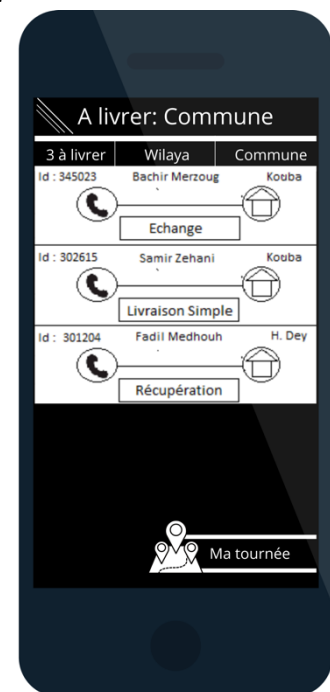 A livrer: Commune
3 à livrer Wilaya Commune
Id : 345023 Bachir Merzoug Kouba
Echange
Id : 302615 Samir Zehani Kouba
Livraison Simple
Id : 301204 Fadil Medhouh H. Dey
Récupération
Ma tournée